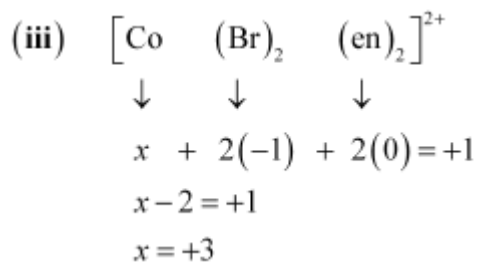 (iii) [Co (Br)₂ (en)₂]²⁺
↓ ↓ ↓
x + 2(−1) + 2(0) = +1
x − 2 = +1
x = +3